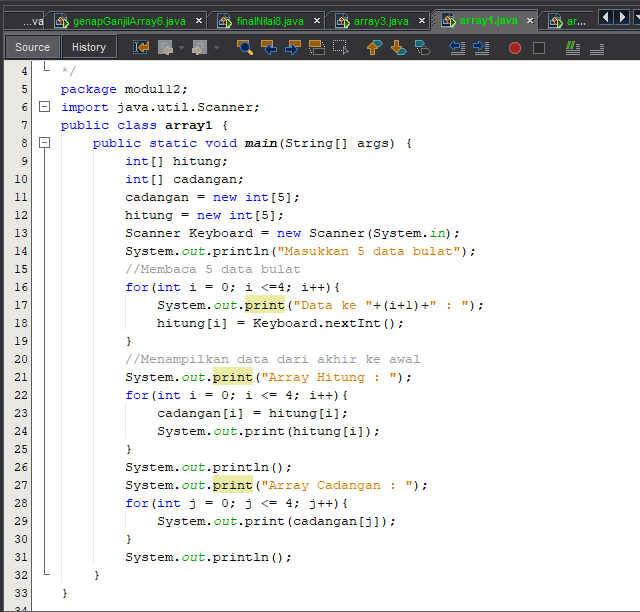 ...va
genapGanjilArray6.java
finalNilai8.java
array3.java
array1.java
ar...
Source
History
4 */
5 package modul12;
6 import java.util.Scanner;
7 public class array1 {
8 public static void main(String[] args) {
9 int[] hitung;
10 int[] cadangan;
11 cadangan = new int[5];
12 hitung = new int[5];
13 Scanner Keyboard = new Scanner(System.in);
14 System.out.println("Masukkan 5 data bulat");
15 //Membaca 5 data bulat
16 for(int i = 0; i <=4; i++){
17 System.out.print("Data ke "+(i+1)+" : ");
18 hitung[i] = Keyboard.nextInt();
19 }
20 //Menampilkan data dari akhir ke awal
21 System.out.print("Array Hitung : ");
22 for(int i = 0; i <= 4; i++){
23 cadangan[i] = hitung[i];
24 System.out.print(hitung[i]);
25 }
26 System.out.println();
27 System.out.print("Array Cadangan : ");
28 for(int j = 0; j <= 4; j++){
29 System.out.print(cadangan[j]);
30 }
31 System.out.println();
32 }
33 }
34